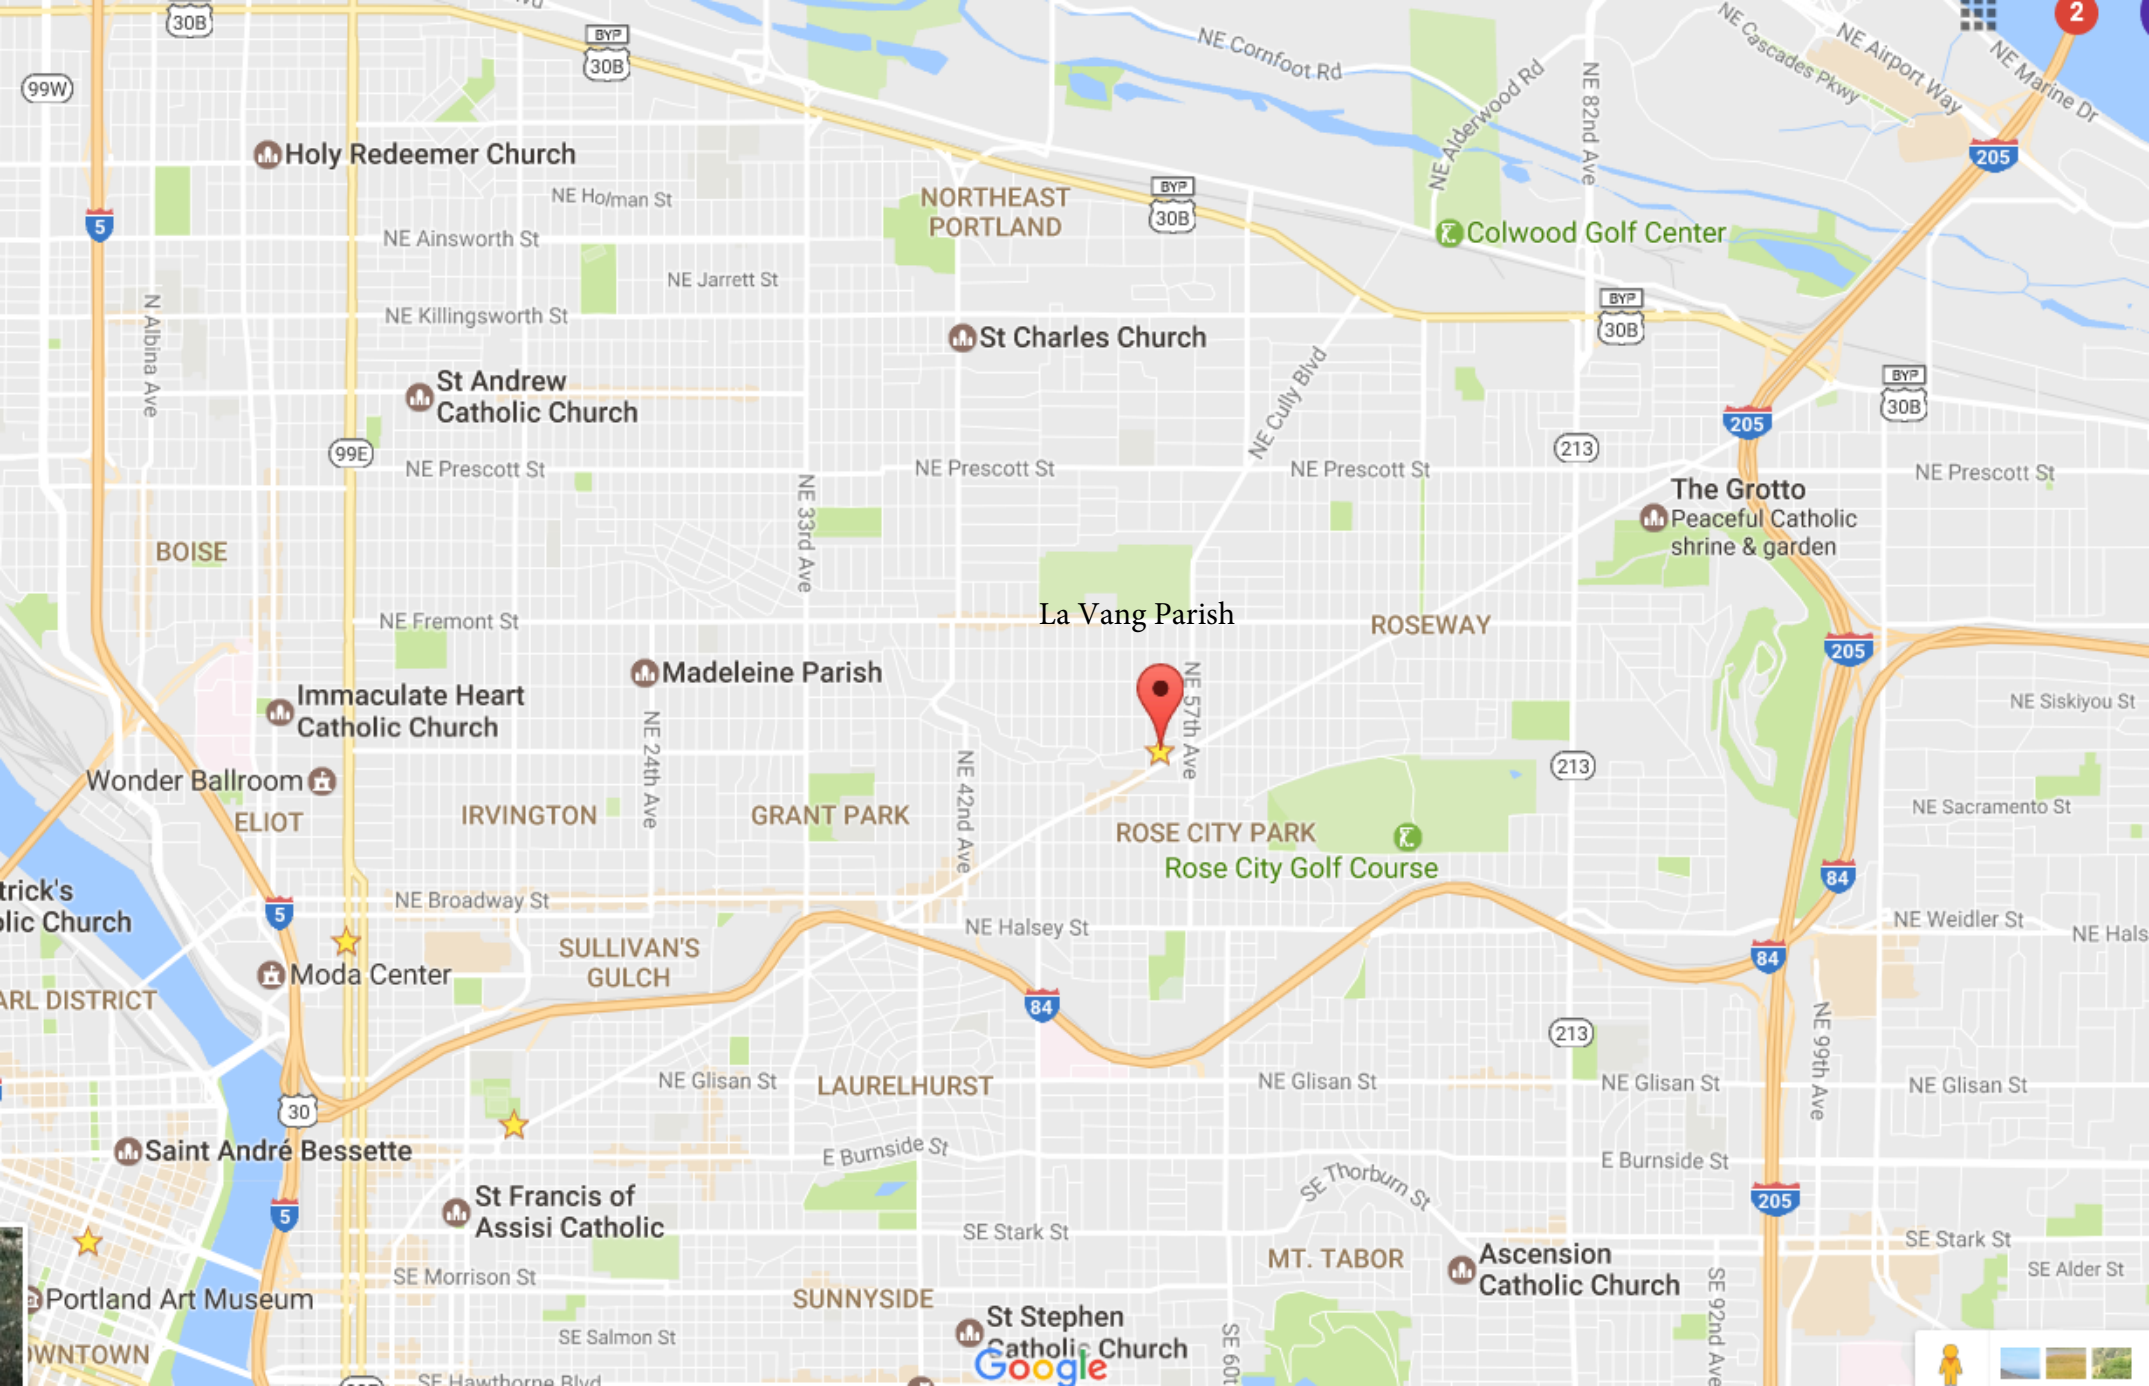 30B
BYP
30B
99W
NE Cornfoot Rd
NE Alderwood Rd
NE 82nd Ave
NE Cascades Pkwy
NE Airport Way
NE Marine Dr
2
205
Holy Redeemer Church
NE Holman St
NORTHEAST
PORTLAND
BYP
30B
5
NE Ainsworth St
Colwood Golf Center
NE Jarrett St
NE Killingsworth St
N Albina Ave
BYP
30B
St Charles Church
NE Cully Blvd
St Andrew
Catholic Church
BYP
30B
205
99E
213
NE Prescott St
NE Prescott St
NE Prescott St
NE Prescott St
NE 33rd Ave
The Grotto
Peaceful Catholic
shrine & garden
BOISE
La Vang Parish
NE Fremont St
ROSEWAY
205
Madeleine Parish
NE 57th Ave
Immaculate Heart
Catholic Church
NE Siskiyou St
NE 24th Ave
NE 42nd Ave
213
Wonder Ballroom
ELIOT
IRVINGTON
GRANT PARK
ROSE CITY PARK
NE Sacramento St
Rose City Golf Course
84
trick's
olic Church
5
NE Broadway St
NE Halsey St
NE Weidler St
NE Hals
SULLIVAN'S
GULCH
84
Moda Center
ARL DISTRICT
84
NE 99th Ave
213
30
NE Glisan St
LAURELHURST
NE Glisan St
NE Glisan St
NE Glisan St
Saint André Bessette
E Burnside St
E Burnside St
SE Thorburn St
205
5
St Francis of
Assisi Catholic
SE Stark St
SE Stark St
MT. TABOR
Ascension
Catholic Church
SE Alder St
SE Morrison St
Portland Art Museum
SUNNYSIDE
St Stephen
Catholic Church
SE 60t
SE 92nd Ave
SE Salmon St
OWNTOWN
Google
SE Hawthorne Blvd